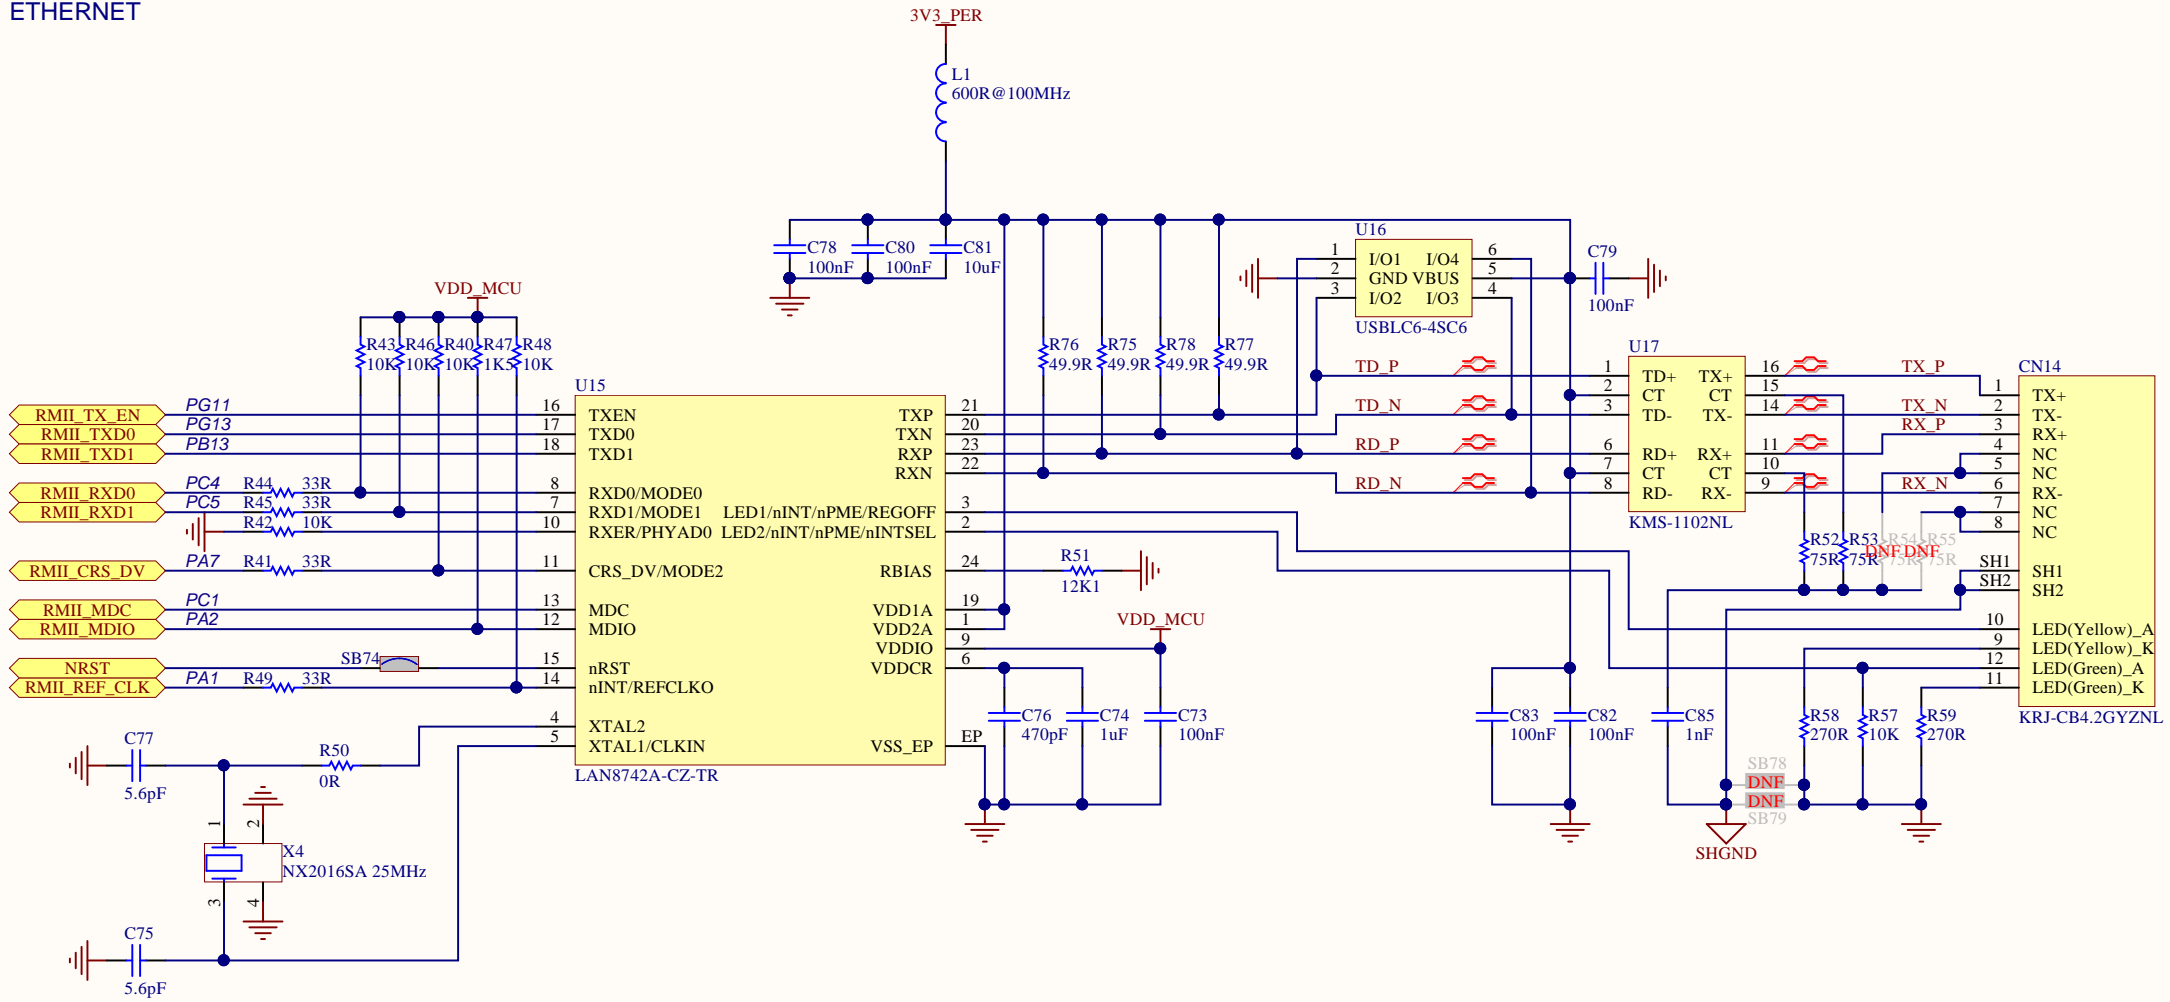 ETHERNET
3V3_PER
L1
600R@100MHz
C78
100nF
C80
100nF
C81
10uF
U16
1 I/O1 I/O4 6
2 GND VBUS 5
3 I/O2 I/O3 4
USBLC6-4SC6
C79
100nF
VDD_MCU
R43
10K
R46
10K
R40
10K
R47
1K5
R48
10K
R76
49.9R
R75
49.9R
R78
49.9R
R77
49.9R
TD_P
TD_N
RD_P
RD_N
U17
1 TD+ TX+ 16
2 CT CT 15
3 TD- TX- 14
6 RD+ RX+ 11
7 CT CT 10
8 RD- RX- 9
KMS-1102NL
TX_P
TX_N
RX_P
RX_N
CN14
1 TX+
2 TX-
3 RX+
4 NC
5 NC
6 RX-
7 NC
8 NC
SH1 SH1
SH2 SH2
10 LED(Yellow)_A
9 LED(Yellow)_K
12 LED(Green)_A
11 LED(Green)_K
KRJ-CB4.2GYZNL
RMII_TX_EN PG11
RMII_TXD0 PG13
RMII_TXD1 PB13
RMII_RXD0 PC4 R44 33R
RMII_RXD1 PC5 R45 33R
R42 10K
RMII_CRS_DV PA7 R41 33R
RMII_MDC PC1
RMII_MDIO PA2
NRST SB74
RMII_REF_CLK PA1 R49 33R
U15
16 TXEN TXP 21
17 TXD0 TXN 20
18 TXD1 RXP 23
RXN 22
8 RXD0/MODE0
7 RXD1/MODE1 LED1/nINT/nPME/REGOFF 3
10 RXER/PHYAD0 LED2/nINT/nPME/nINTSEL 2
11 CRS_DV/MODE2 RBIAS 24
13 MDC VDD1A 19
12 MDIO VDD2A 1
VDDIO 9
15 nRST VDDCR 6
14 nINT/REFCLKO
4 XTAL2
5 XTAL1/CLKIN VSS_EP EP
LAN8742A-CZ-TR
R51
12K1
VDD_MCU
C76
470pF
C74
1uF
C73
100nF
C83
100nF
C82
100nF
C85
1nF
R52
75R
R53
75R
R54
DNF
75R
R55
DNF
75R
R58
270R
R57
10K
R59
270R
SB78
DNF
DNF
SB79
SHGND
C77
5.6pF
R50
0R
1
2
X4
NX2016SA 25MHz
3
4
C75
5.6pF